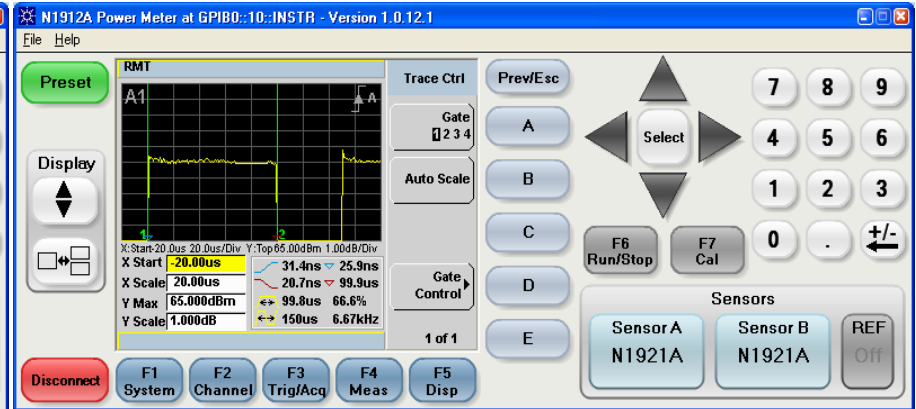 N1912A Power Meter at GPIB0::10::INSTR - Version 1.0.12.1
File Help
Preset
Display
Disconnect
RMT
A1
A
1
2
X:Start-20.0us 20.0us/Div Y:Top65.00dBm 1.00dB/Div
X Start -20.00us
X Scale 20.00us
Y Max 65.000dBm
Y Scale 1.000dB
31.4ns 25.9ns
20.7ns 99.9us
99.8us 66.6%
150us 6.67kHz
Trace Ctrl
Gate
1 2 3 4
Auto Scale
Gate
Control
1 of 1
F1
System
F2
Channel
F3
Trig/Acq
F4
Meas
F5
Disp
Prev/Esc
A
B
C
D
E
Select
F6
Run/Stop
F7
Cal
7 8 9
4 5 6
1 2 3
0 . +/-
Sensors
Sensor A
N1921A
Sensor B
N1921A
REF
Off